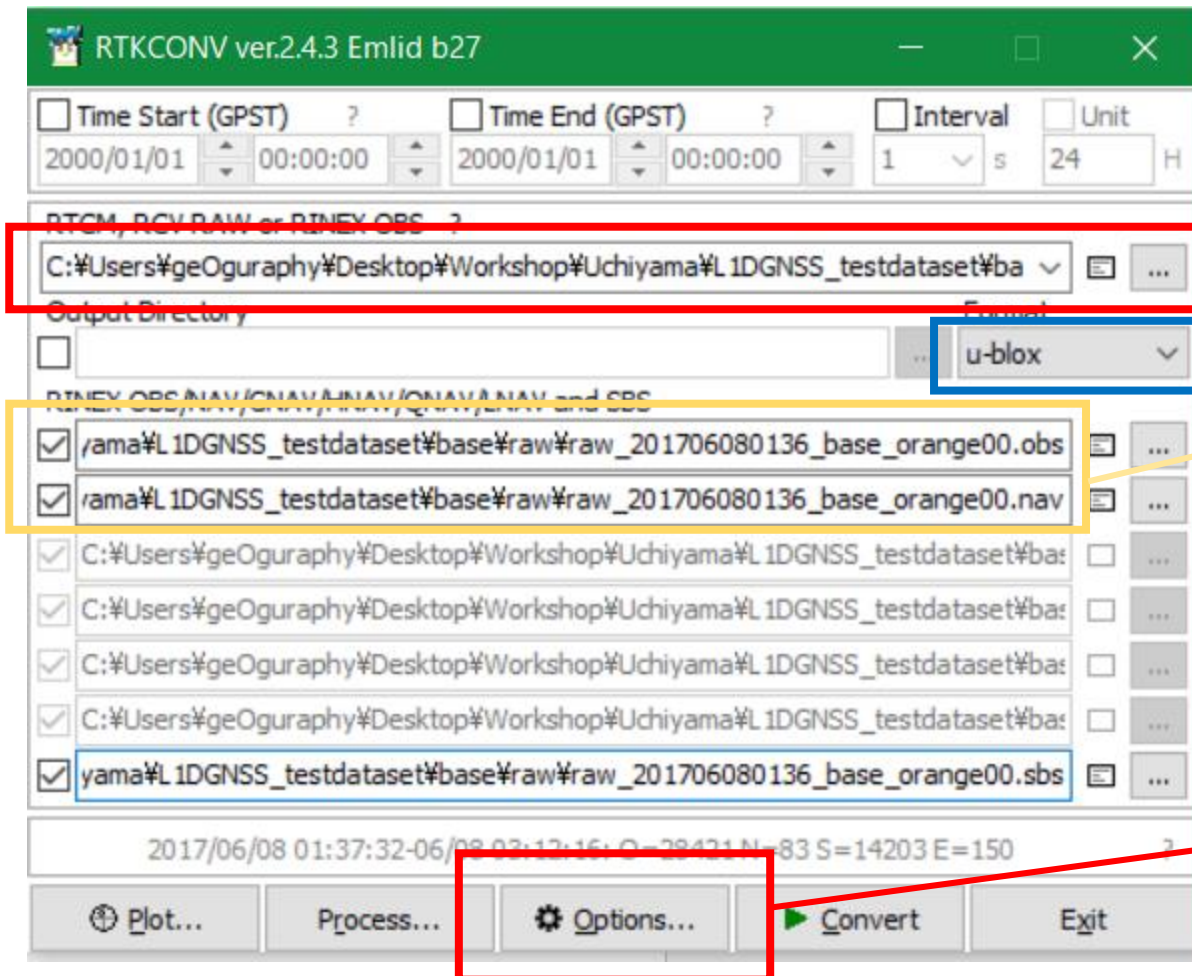 RTKCONV ver.2.4.3 Emlid b27
Time Start (GPST) ? Time End (GPST) ? Interval Unit
2000/01/01 00:00:00 2000/01/01 00:00:00 1 s 24 H
RTCM, RCV RAW or RINEX OBS ?
C:¥Users¥geOguraphy¥Desktop¥Workshop¥Uchiyama¥L1DGNSS_testdataset¥ba ...
Output Directory Format
... u-blox
RINEX OBS/NAV/GNAV/HNAV/QNAV/LNAV and SBS
yama¥L1DGNSS_testdataset¥base¥raw¥raw_201706080136_base_orange00.obs ...
yama¥L1DGNSS_testdataset¥base¥raw¥raw_201706080136_base_orange00.nav ...
C:¥Users¥geOguraphy¥Desktop¥Workshop¥Uchiyama¥L1DGNSS_testdataset¥bas ...
C:¥Users¥geOguraphy¥Desktop¥Workshop¥Uchiyama¥L1DGNSS_testdataset¥bas ...
C:¥Users¥geOguraphy¥Desktop¥Workshop¥Uchiyama¥L1DGNSS_testdataset¥bas ...
C:¥Users¥geOguraphy¥Desktop¥Workshop¥Uchiyama¥L1DGNSS_testdataset¥bas ...
yama¥L1DGNSS_testdataset¥base¥raw¥raw_201706080136_base_orange00.sbs ...
2017/06/08 01:37:32-06/08 03:12:16: O=28421 N=83 S=14203 E=150 ?
Plot... Process... Options... Convert Exit